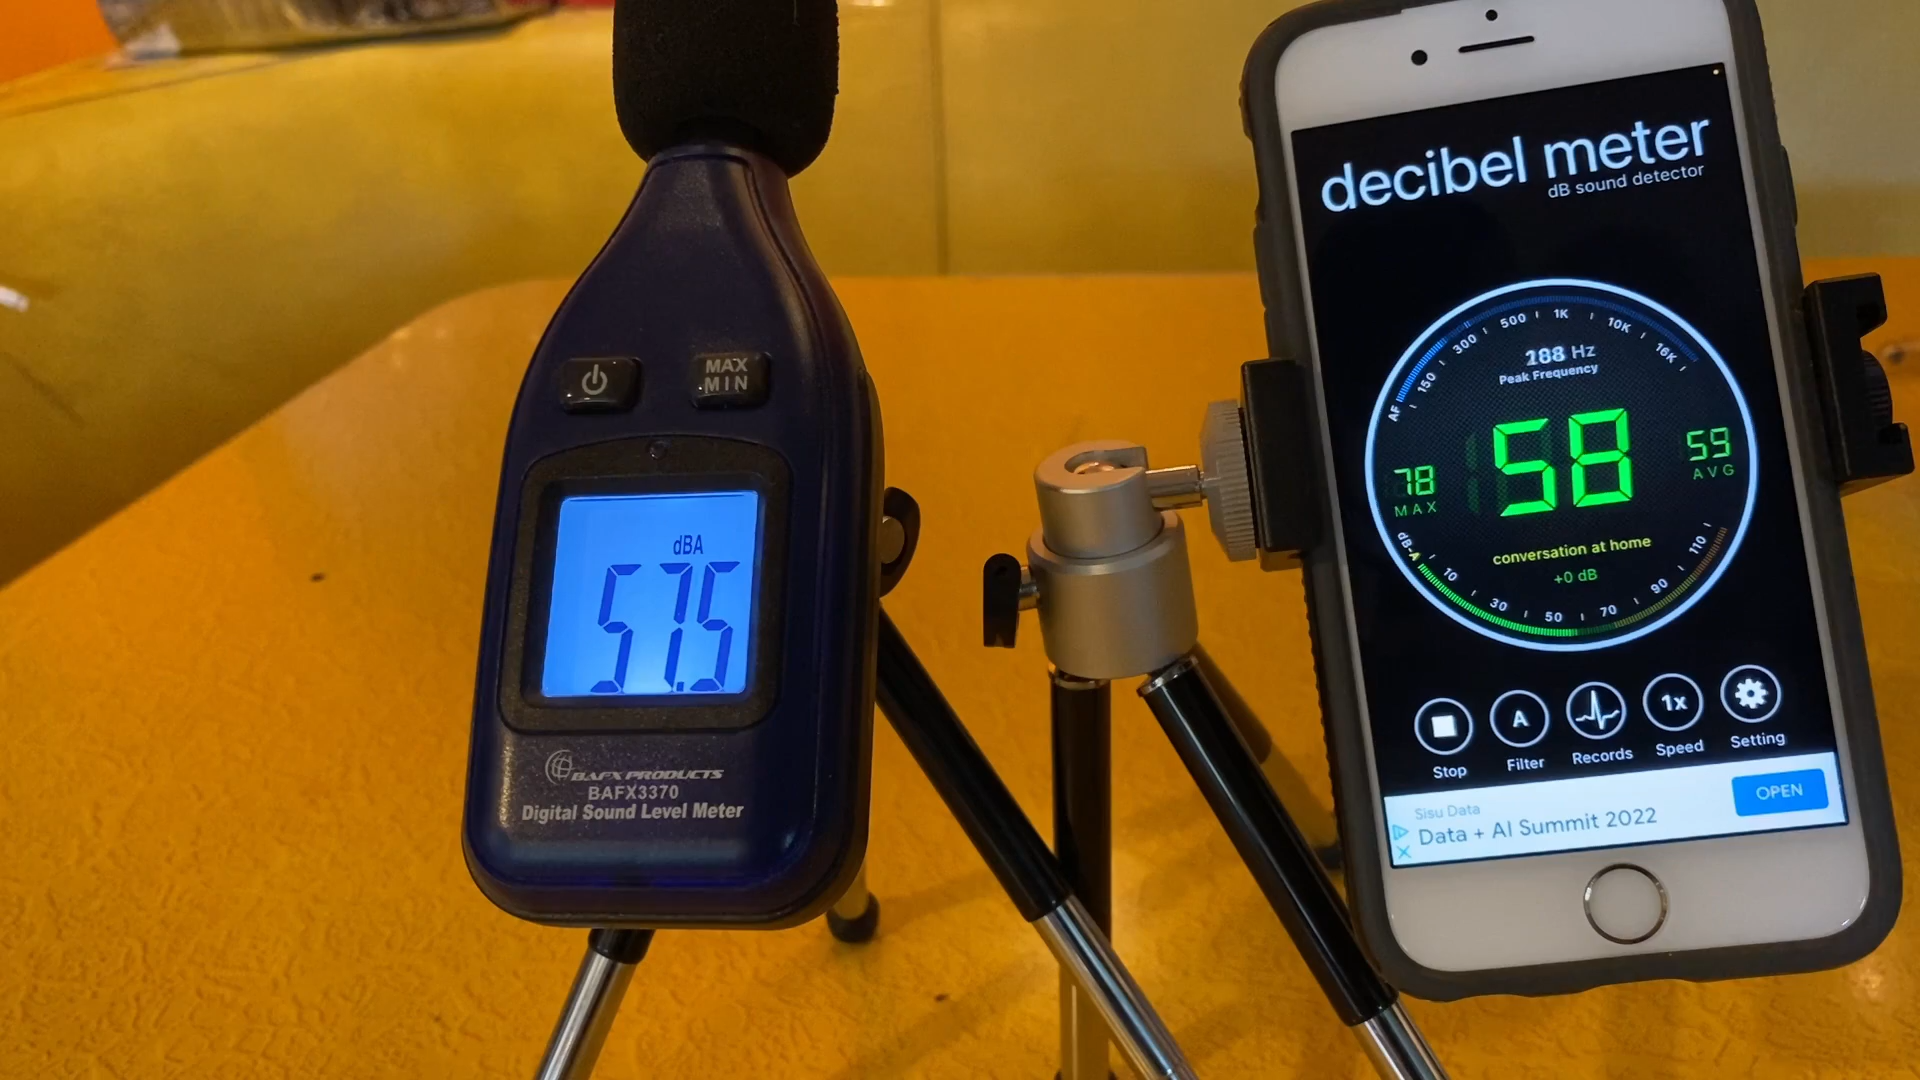 MAX
MIN
dBA
57.5
BAFX PRODUCTS
BAFX3370
Digital Sound Level Meter
decibel meter
dB sound detector
AF 150 300 500 1K 10K 16K
188 Hz
Peak Frequency
78
MAX
58
59
AVG
conversation at home
+0 dB
dB-A 10 30 50 70 90 110
A
1x
Stop
Filter
Records
Speed
Setting
Sisu Data
Data + AI Summit 2022
OPEN